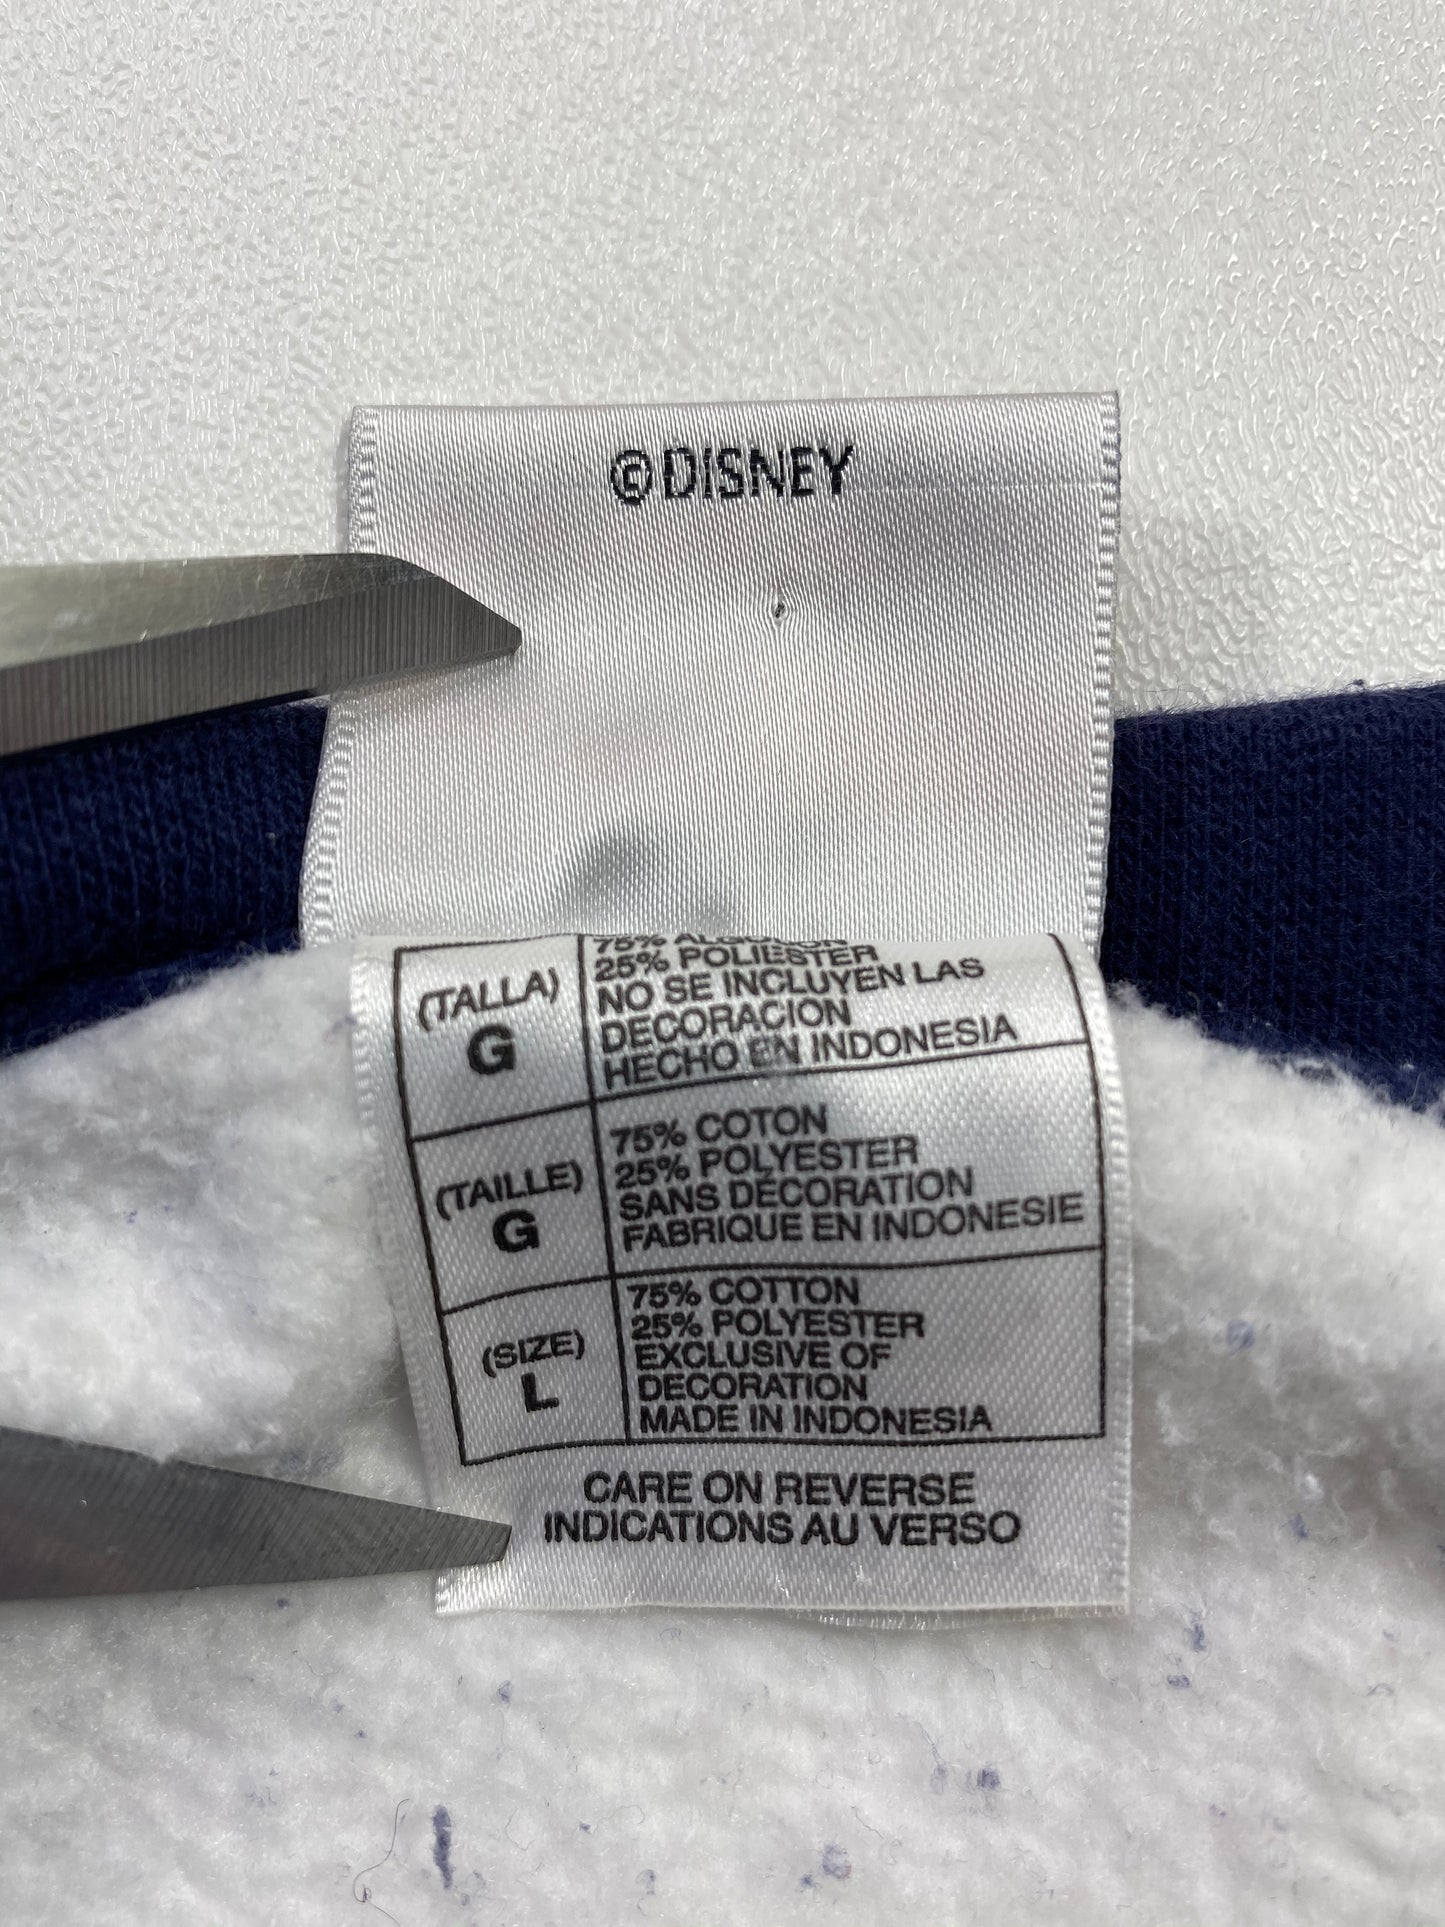 ©DISNEY
(TALLA)
G
75% ALGODON
25% POLIESTER
NO SE INCLUYEN LAS
DECORACION
HECHO EN INDONESIA
(TAILLE)
G
75% COTON
25% POLYESTER
SANS DÉCORATION
FABRIQUE EN INDONESIE
(SIZE)
L
75% COTTON
25% POLYESTER
EXCLUSIVE OF
DECORATION
MADE IN INDONESIA
CARE ON REVERSE
INDICATIONS AU VERSO